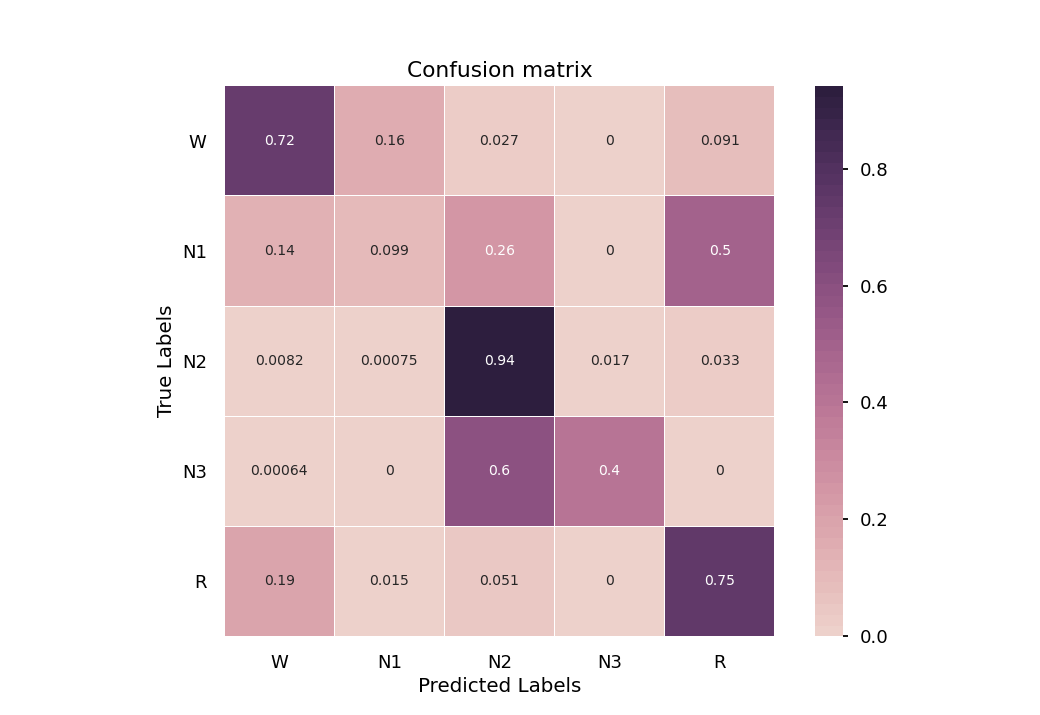 Confusion matrix
W 0.72 0.16 0.027 0 0.091
N1 0.14 0.099 0.26 0 0.5
N2 0.0082 0.00075 0.94 0.017 0.033
N3 0.00064 0 0.6 0.4 0
R 0.19 0.015 0.051 0 0.75
W N1 N2 N3 R
Predicted Labels
True Labels
0.8
0.6
0.4
0.2
0.0